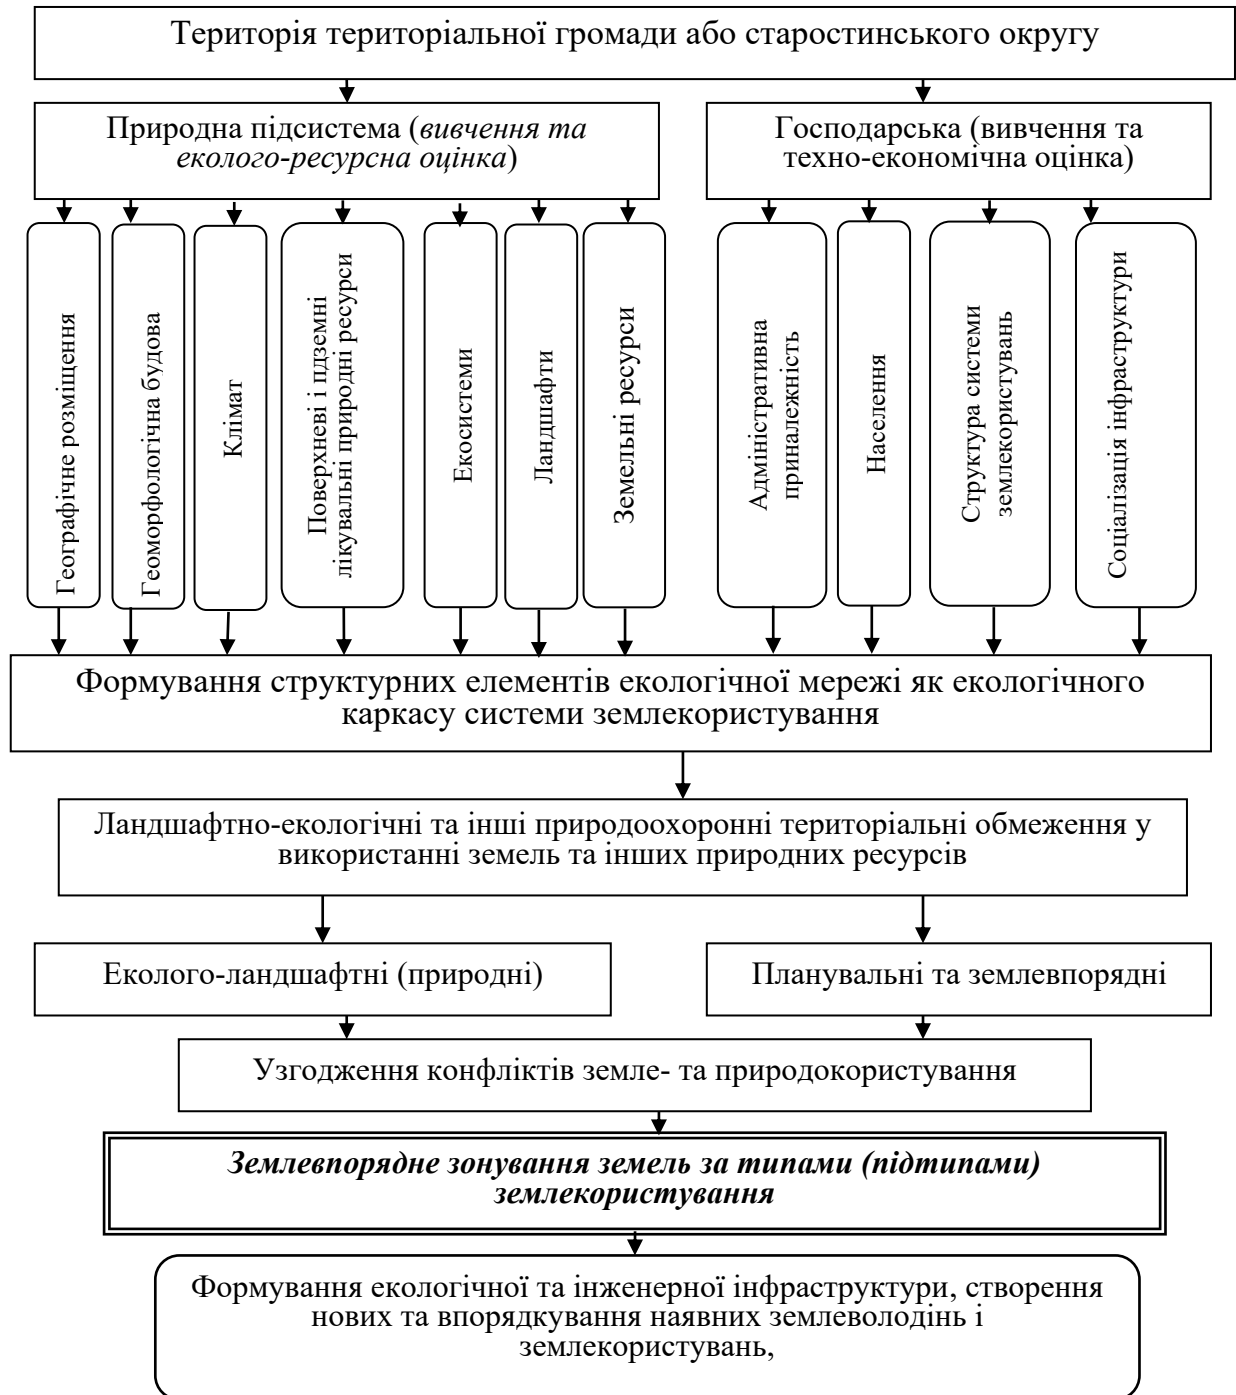 Територія територіальної громади або старостинського округу
Природна підсистема (вивчення та
еколого-ресурсна оцінка)
Господарська (вивчення та
техно-економічна оцінка)
Географічне розміщення
Геоморфологічна будова
Клімат
Поверхневі і пдземні
лікувальні природні ресурси
Екосистеми
Ландшафти
Земельні ресурси
Адміністративна
приналежність
Населення
Структура системи
землекористувань
Соціалізація інфраструктури
Формування структурних елементів екологічної мережі як екологічного
каркасу системи землекористування
Ландшафтно-екологічні та інші природоохоронні територіальні обмеження у
використанні земель та інших природних ресурсів
Еколого-ландшафтні (природні)
Планувальні та землевпорядні
Узгодження конфліктів земле- та природокористування
Землевпорядне зонування земель за типами (підтипами)
землекористування
Формування екологічної та інженерної інфраструктури, створення
нових та впорядкування наявних землеволодінь і
землекористувань,